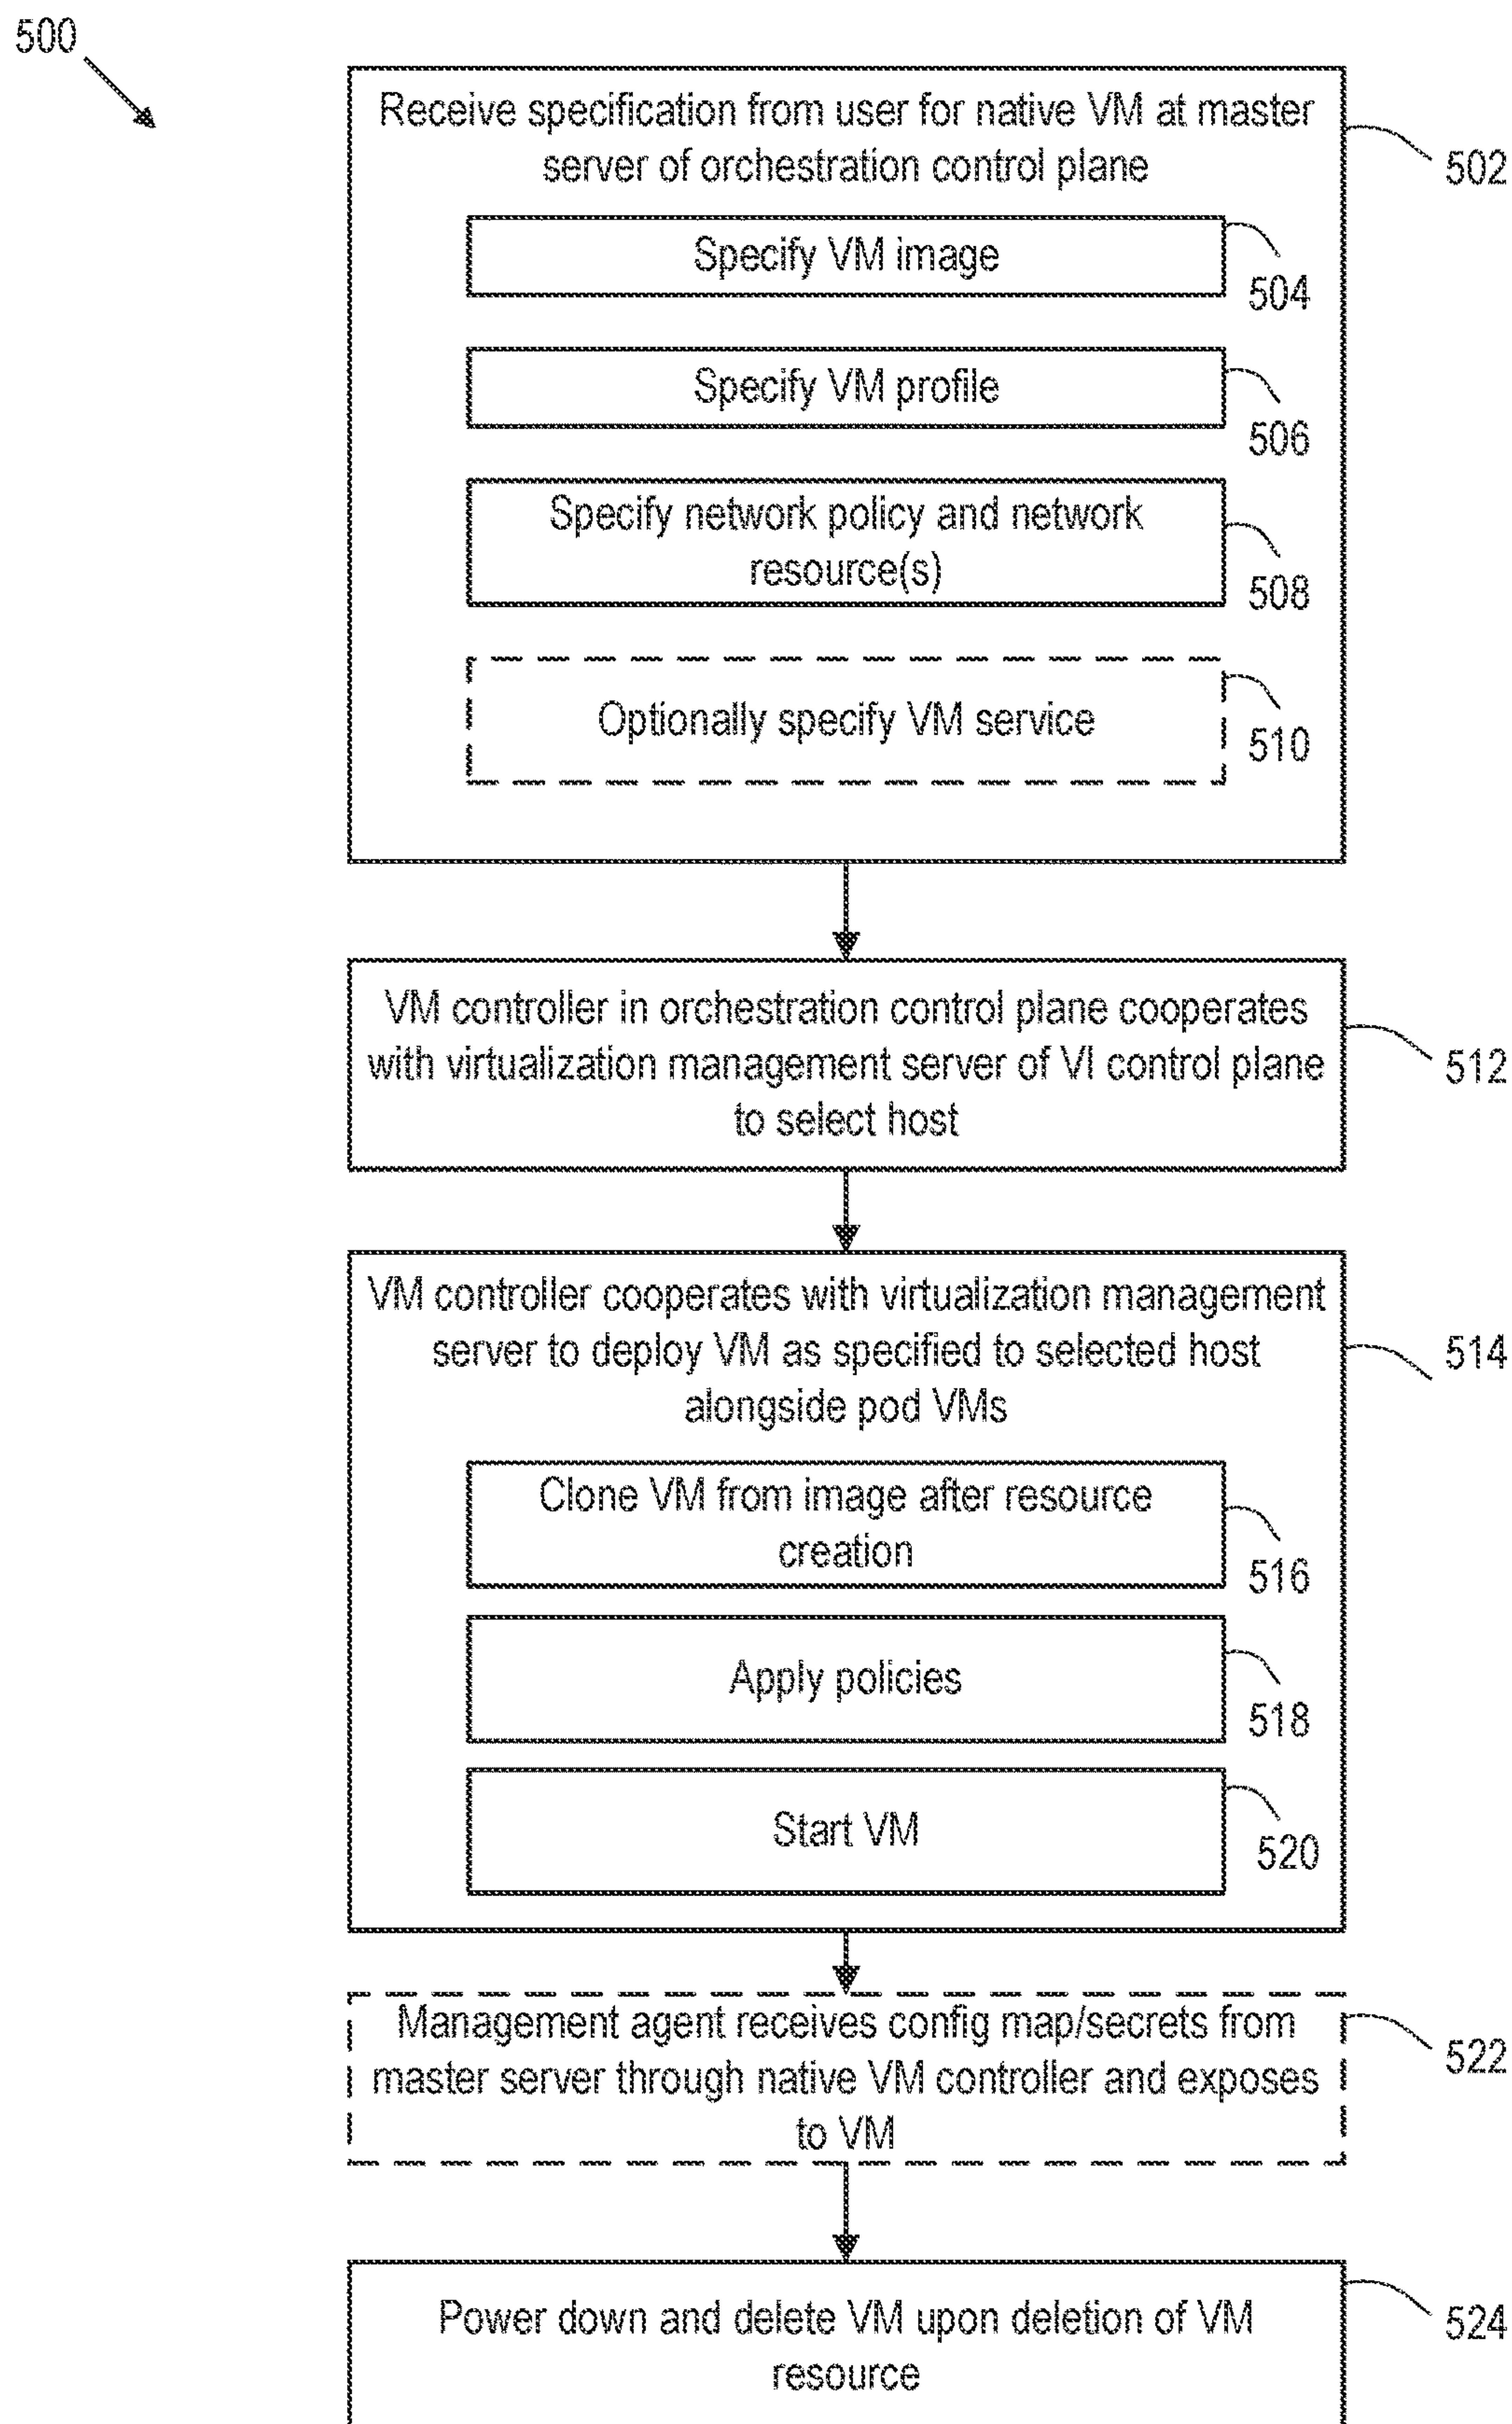 500
Receive specification from user for native VM at master
server of orchestration control plane
502
Specify VM image
504
Specify VM profile
506
Specify network policy and network
resource(s)
508
Optionally specify VM service
510
VM controller in orchestration control plane cooperates
with virtualization management server of VI control plane
to select host
512
VM controller cooperates with virtualization management
server to deploy VM as specified to selected host
alongside pod VMs
514
Clone VM from image after resource
creation
516
Apply policies
518
Start VM
520
Management agent receives config map/secrets from
master server through native VM controller and exposes
to VM
522
Power down and delete VM upon deletion of VM
resource
524